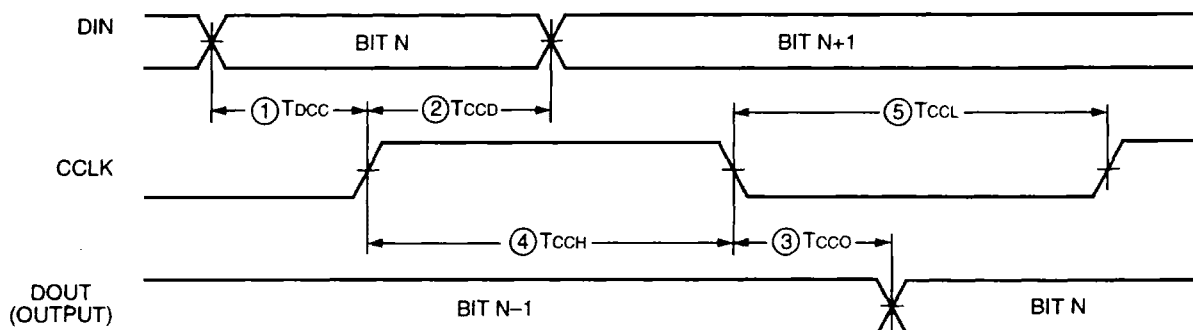 DIN
BIT N
BIT N+1
① TDCC
② TCCD
⑤ TCCL
CCLK
④ TCCH
③ TCCO
DOUT
(OUTPUT)
BIT N–1
BIT N